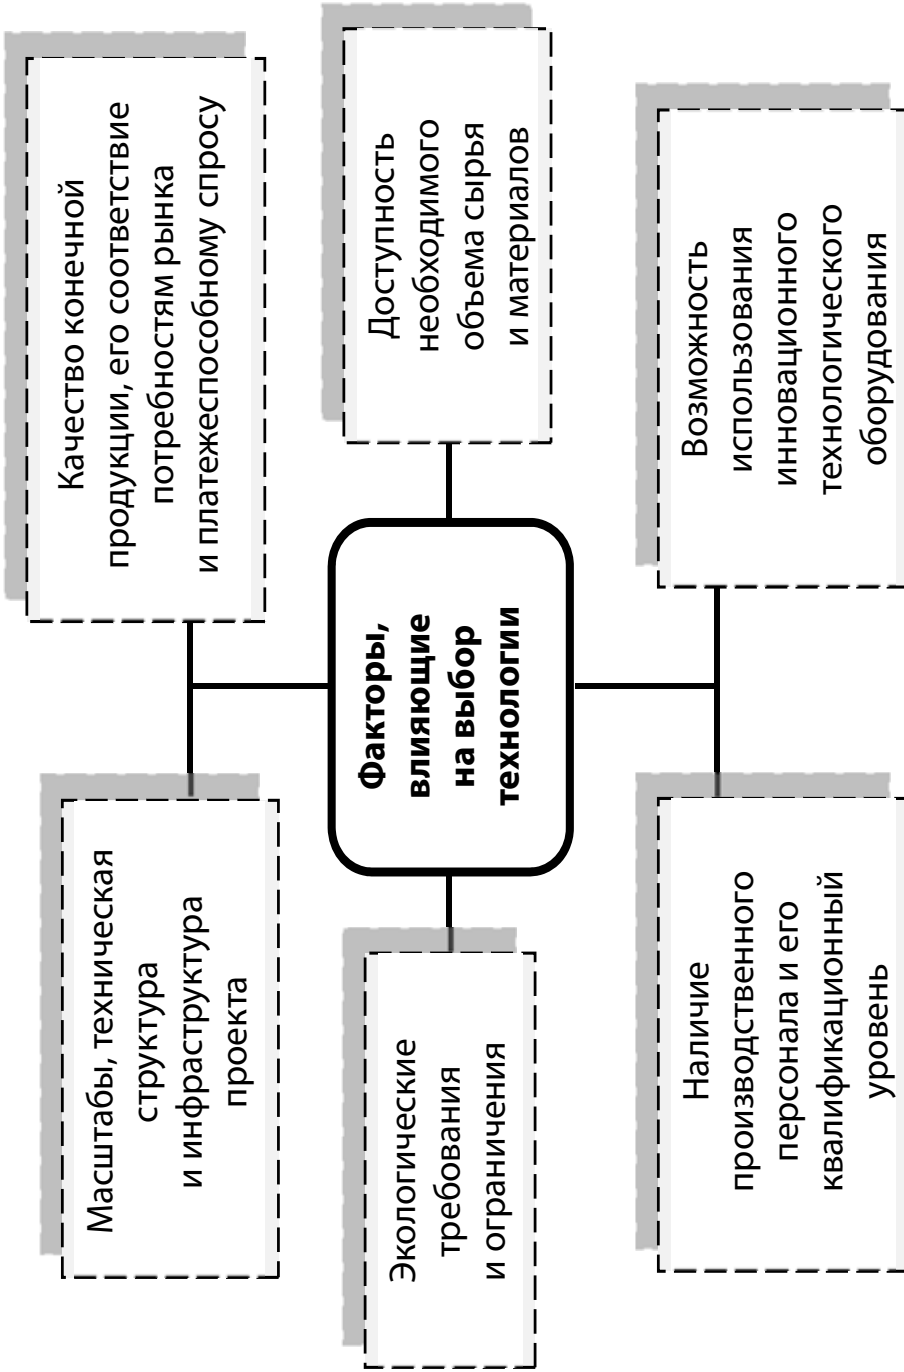 Масштабы, техническая
структура
и инфраструктура
проекта
Качество конечной
продукции, его соответствие
потребностям рынка
и платежеспособному спросу
Экологические
требования
и ограничения
Факторы,
влияющие
на выбор
технологии
Доступность
необходимого
объема сырья
и материалов
Наличие
производственного
персонала и его
квалификационный
уровень
Возможность
использования
инновационного
технологического
оборудования